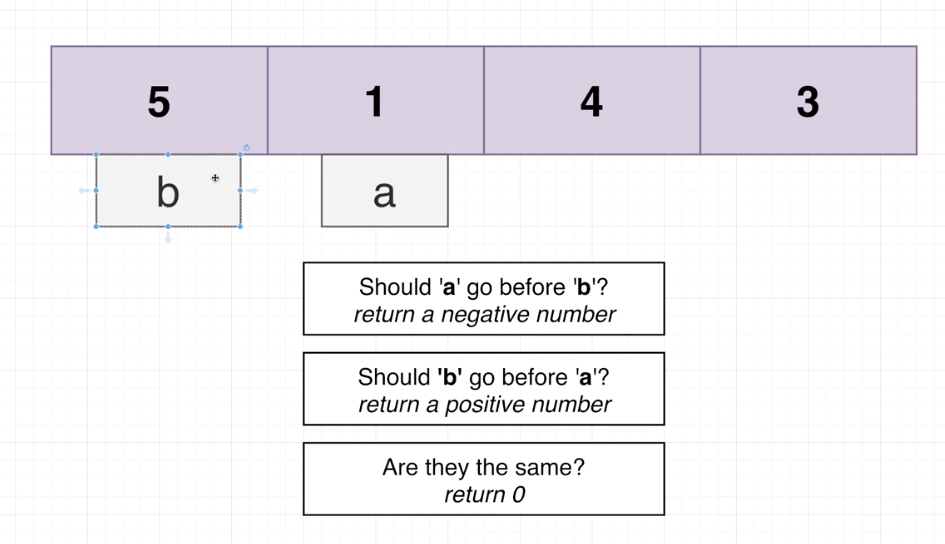 5 1 4 3
b a
Should 'a' go before 'b'?
return a negative number
Should 'b' go before 'a'?
return a positive number
Are they the same?
return 0